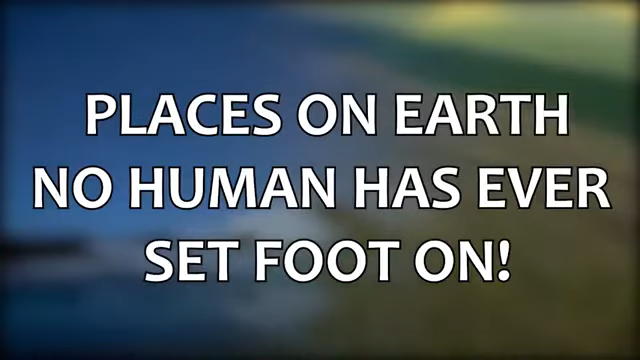 PLACES ON EARTH
NO HUMAN HAS EVER
SET FOOT ON!